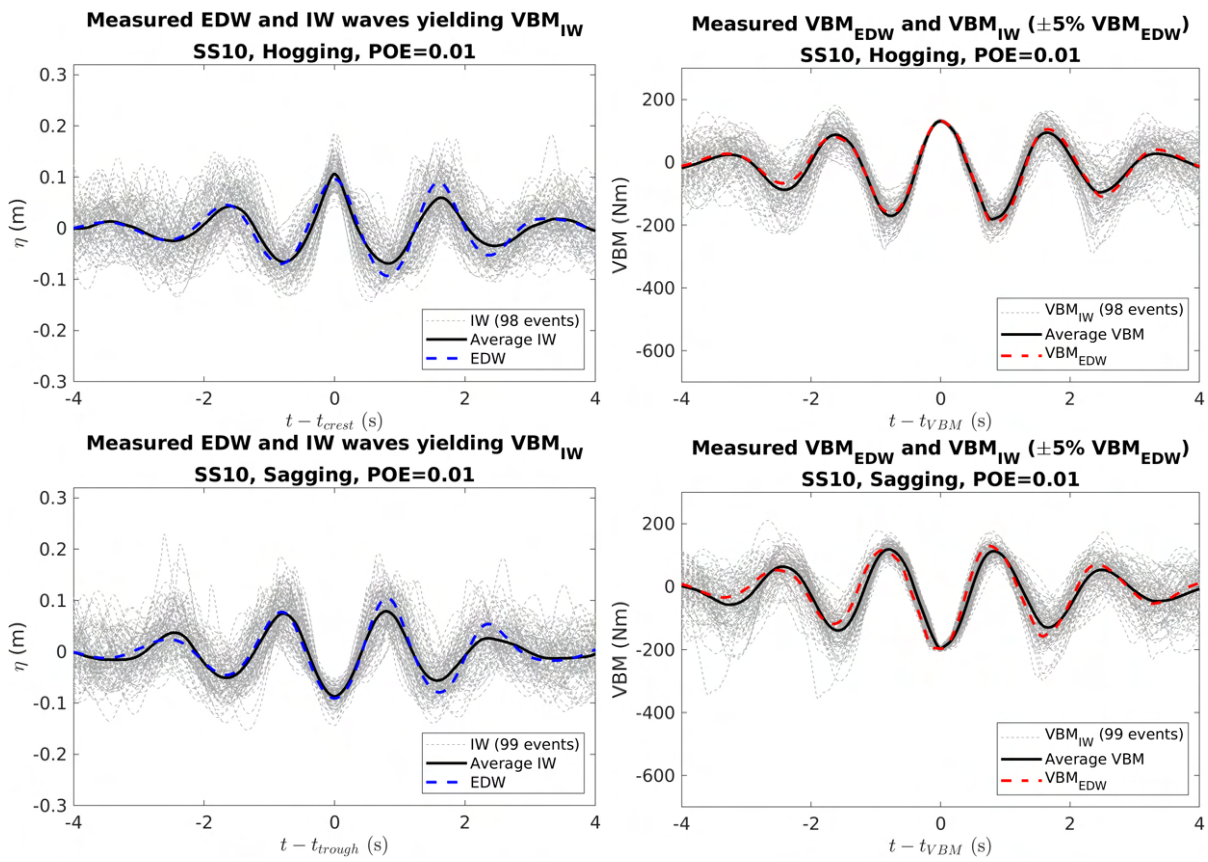 Measured EDW and IW waves yielding VBM_IW
SS10, Hogging, POE=0.01
0.3
0.2
0.1
0
-0.1
-0.2
-0.3
η (m)
IW (98 events)
Average IW
EDW
-4 -2 0 2 4
t − t_crest (s)
Measured VBM_EDW and VBM_IW (±5% VBM_EDW)
SS10, Hogging, POE=0.01
200
0
-200
-400
-600
VBM (Nm)
VBM_IW (98 events)
Average VBM
VBM_EDW
-4 -2 0 2 4
t − t_VBM (s)
Measured EDW and IW waves yielding VBM_IW
SS10, Sagging, POE=0.01
0.3
0.2
0.1
0
-0.1
-0.2
-0.3
η (m)
IW (99 events)
Average IW
EDW
-4 -2 0 2 4
t − t_trough (s)
Measured VBM_EDW and VBM_IW (±5% VBM_EDW)
SS10, Sagging, POE=0.01
200
0
-200
-400
-600
VBM (Nm)
VBM_IW (99 events)
Average VBM
VBM_EDW
-4 -2 0 2 4
t − t_VBM (s)